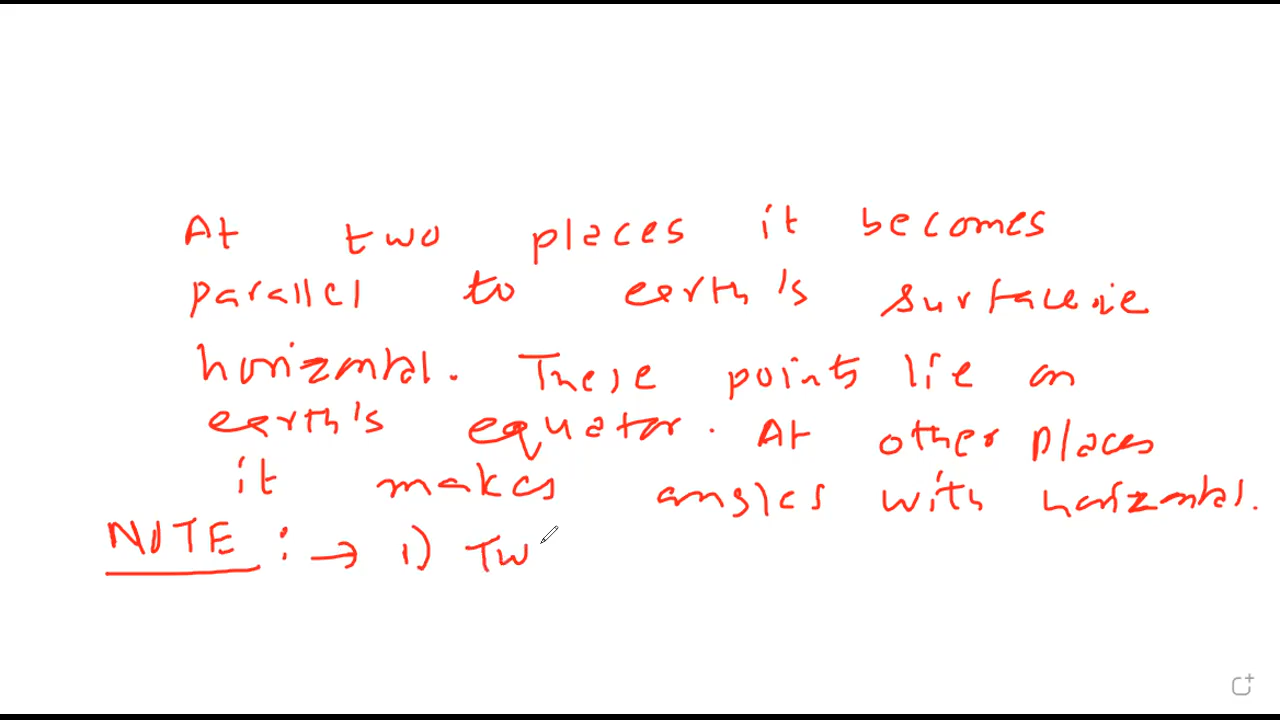 At two places it becomes
parallel to earth's surface.ie
horizontal. These points lie on
earth's equator. At other places
it makes angles with horizontal.
NOTE : → 1) Tw